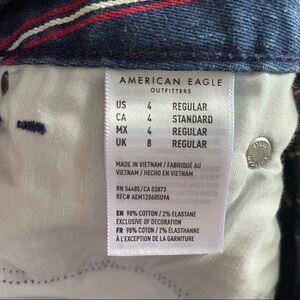 AMERICAN EAGLE
OUTFITTERS
US 4 REGULAR
CA 4 STANDARD
MX 4 REGULAR
UK 8 REGULAR
MADE IN VIETNAM / FABRIQUÉ AU
VIETNAM / HECHO EN VIETNAM
RN 54485/CA 03873
RFC# AEM120605U9A
EN 98% COTTON / 2% ELASTANE
EXCLUSIVE OF DECORATION
FR 98% COTON / 2% ÉLASTHANNE
À L'EXCEPTION DE LA GARNITURE